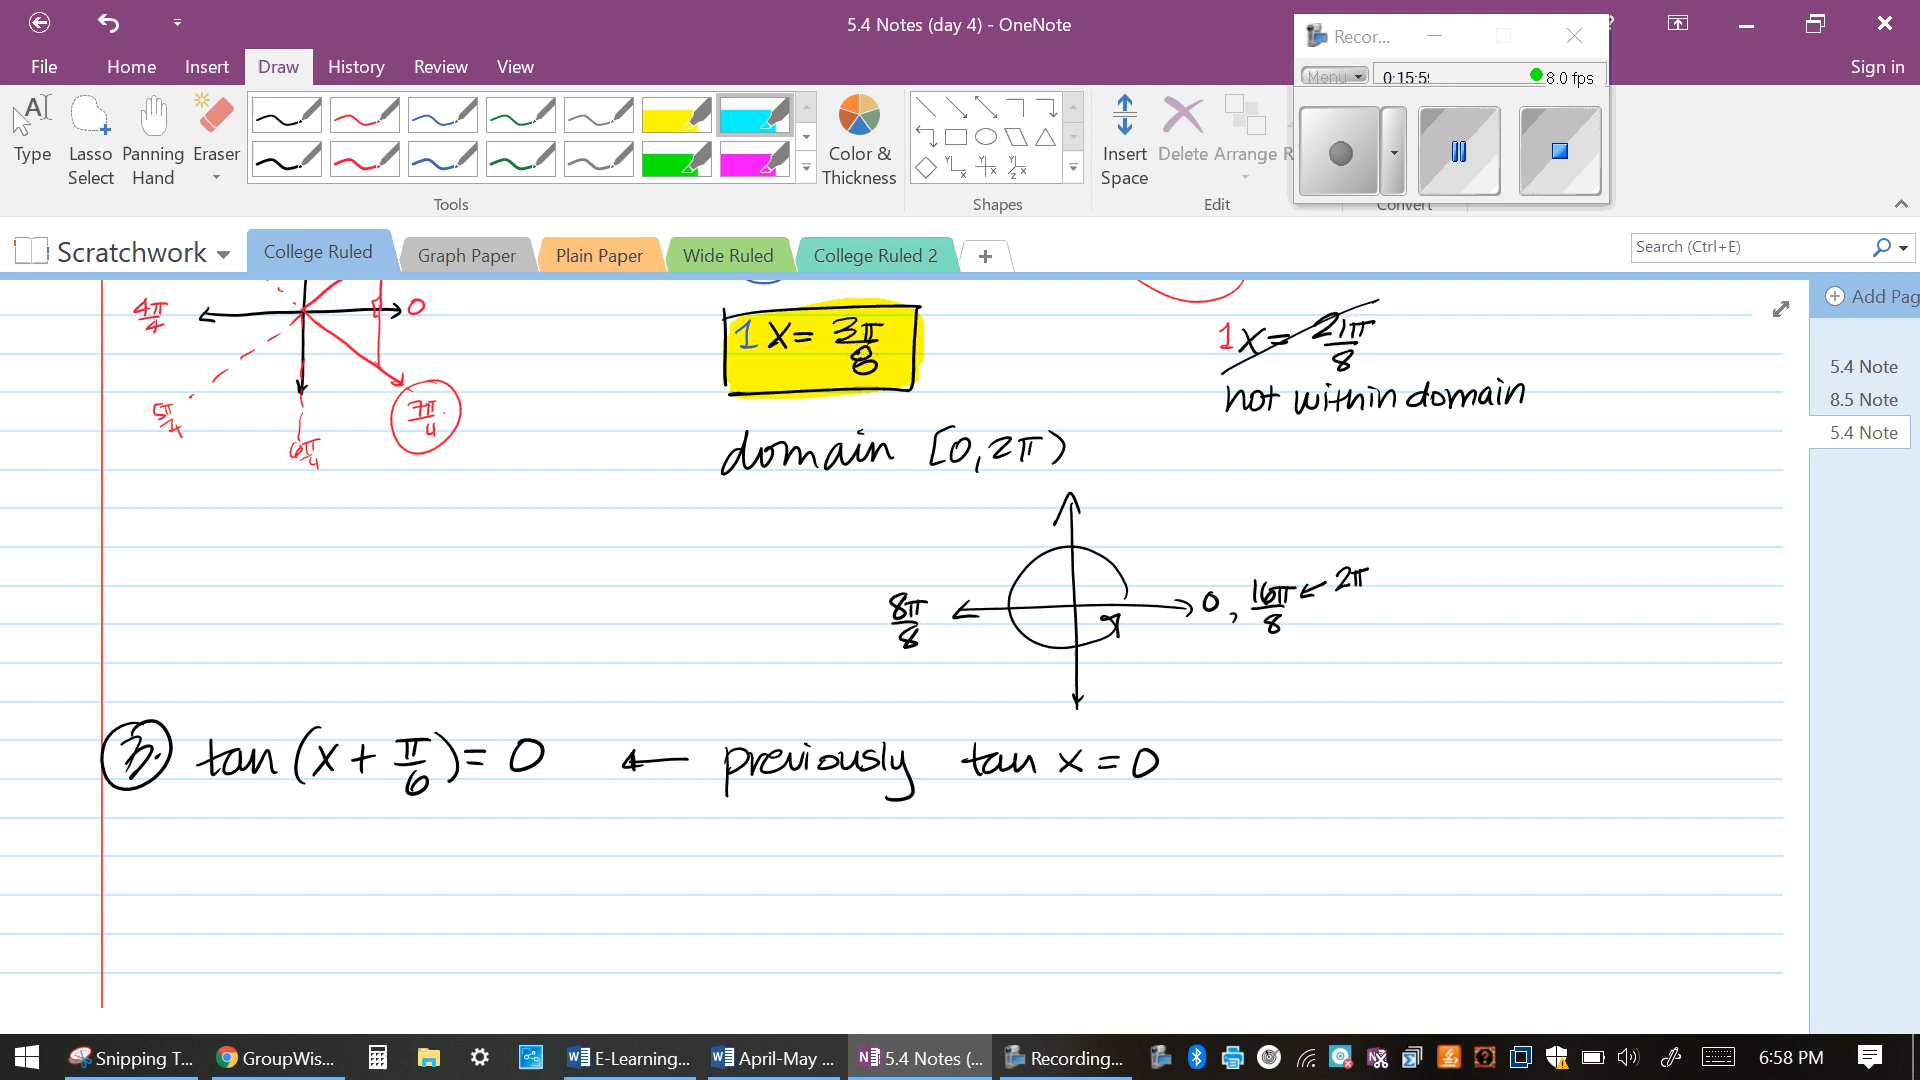 5.4 Notes (day 4) - OneNote
Recor...
File Home Insert Draw History Review View
Sign in
Menu 0:15:5 8.0 fps
Type Lasso Select Panning Hand Eraser
Color & Thickness
Insert Space Delete Arrange R
Tools Shapes Edit Convert
Scratchwork College Ruled Graph Paper Plain Paper Wide Ruled College Ruled 2 +
Search (Ctrl+E)
Add Pag
5.4 Note
8.5 Note
5.4 Note
4π/4 0
5π/4 6π/4 7π/4
1 x = 3π/8
1 x = 21π/8
not within domain
domain [0, 2π)
8π/8 0, 16π/8 ← 2π
3. tan (x + π/6) = 0 ← previously tan x = 0
Snipping T... GroupWis... E-Learning... April-May ... 5.4 Notes (... Recording... 6:58 PM